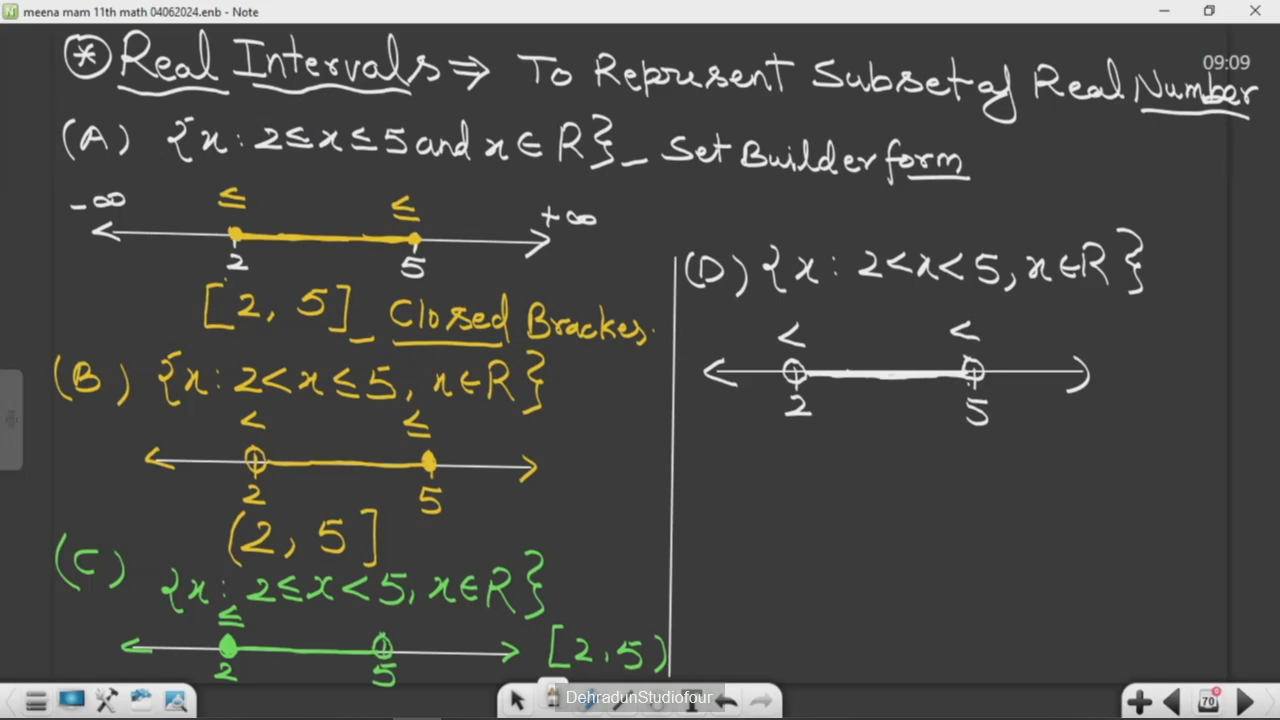 meena mam 11th math 04062024.enb - Note
09:09
* Real Intervals ⇒ To Represent Subset of Real Number
(A) {x : 2 ≤ x ≤ 5 and x ∈ R} _ Set Builder form
≤ ≤
-∞ +∞
2 5
[2, 5] _ Closed Brackes.
(B) {x : 2 < x ≤ 5, x ∈ R}
< ≤
2 5
(2, 5]
(C) {x : 2 ≤ x < 5, x ∈ R}
≤
2 5
[2, 5)
(D) {x : 2 < x < 5, x ∈ R}
< <
2 5
DehradunStudiofour
70